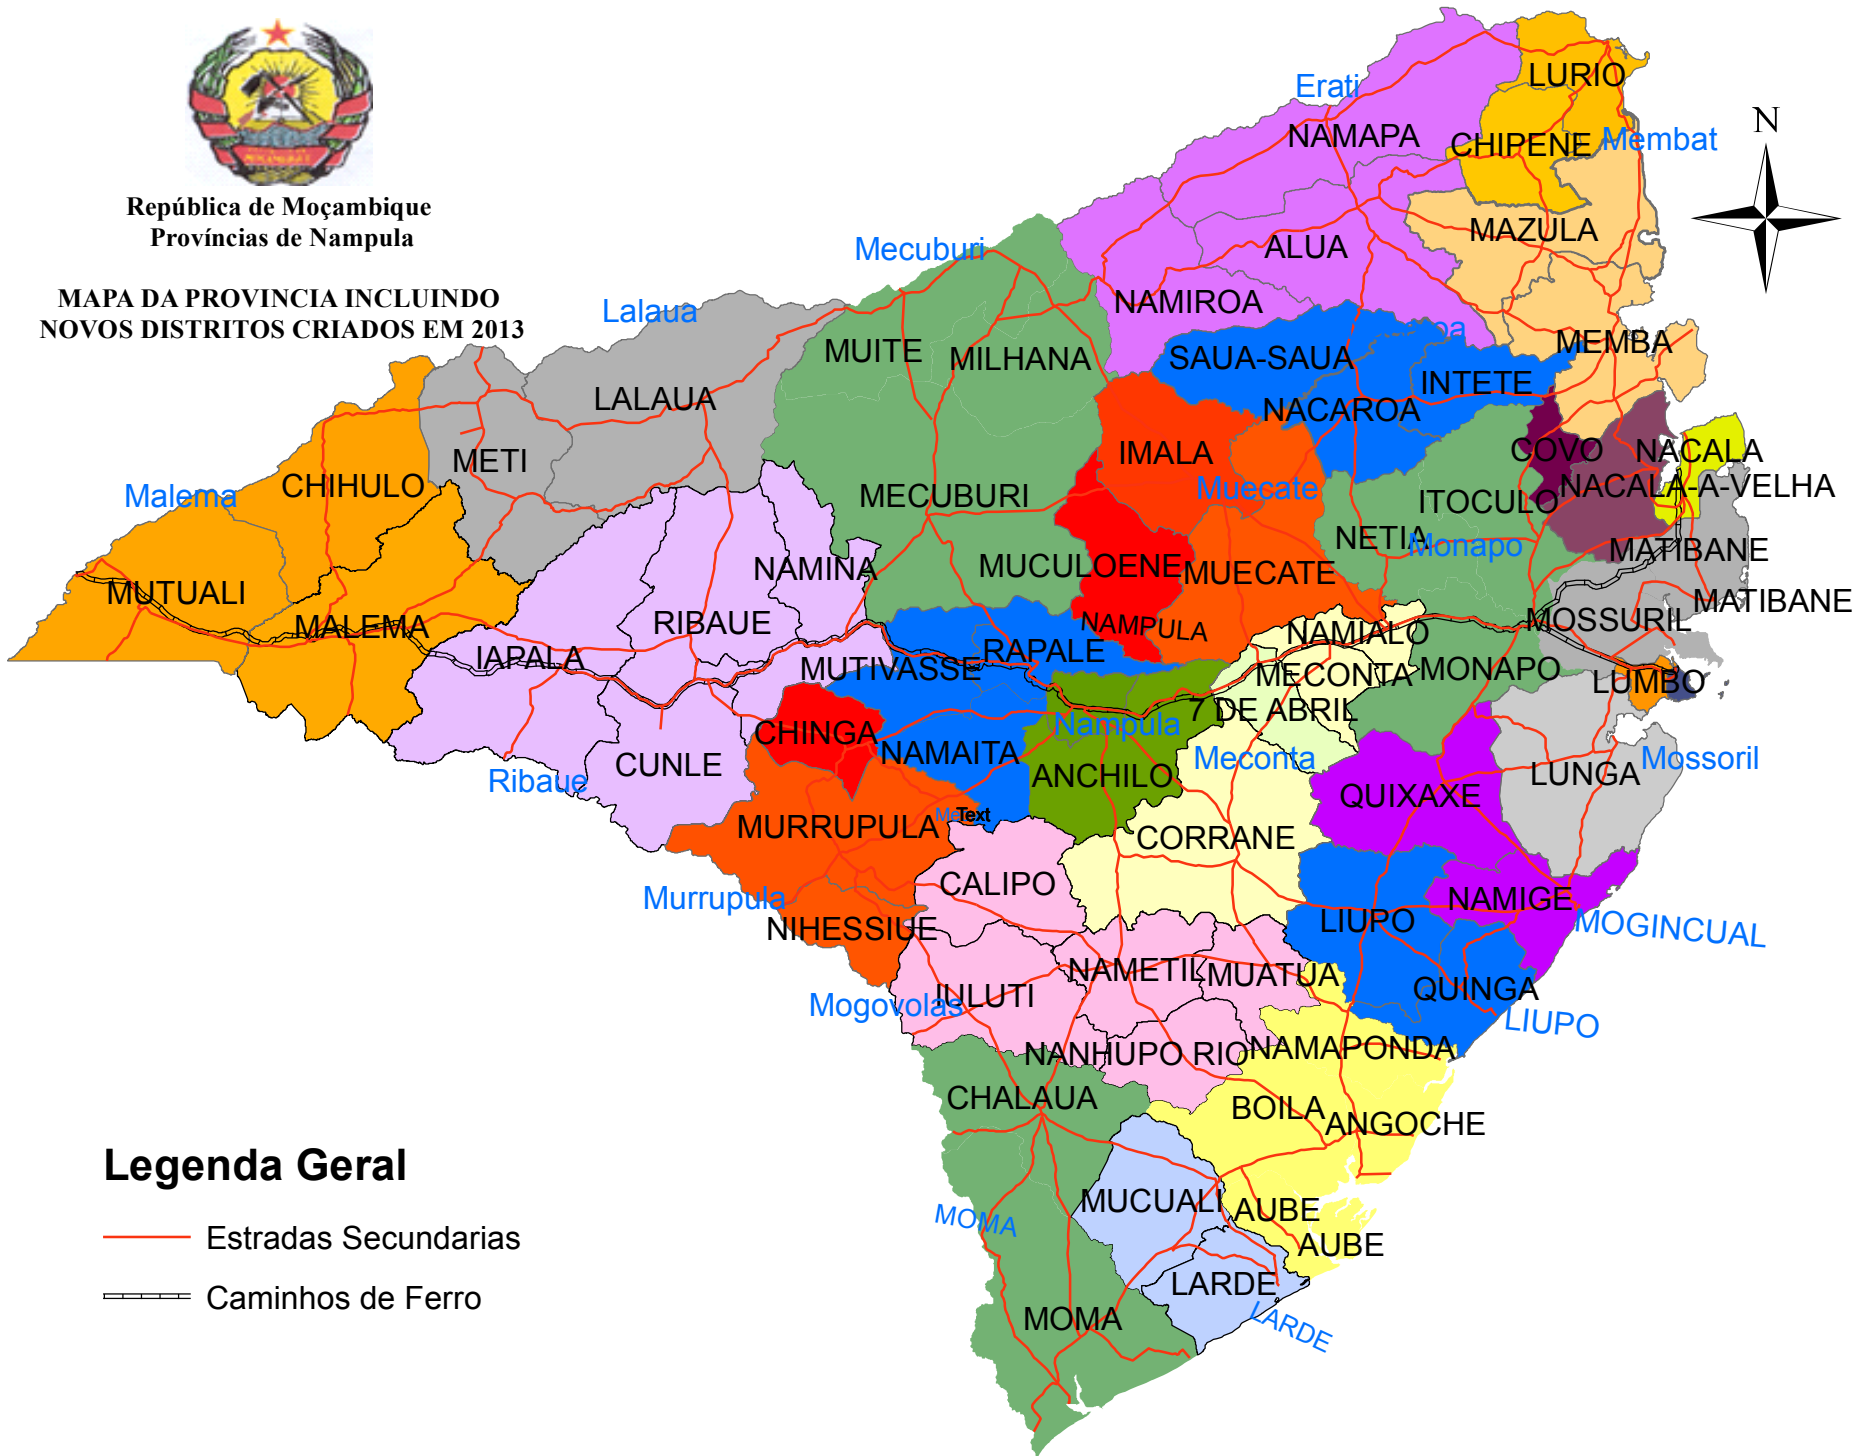 República de Moçambique
Províncias de Nampula
MAPA DA PROVINCIA INCLUINDO
NOVOS DISTRITOS CRIADOS EM 2013
N
LURIO
Erati
NAMAPA
CHIPENE
Membat
MAZULA
Mecuburi
ALUA
Lalaua
NAMIROA
MUITE
MILHANA
SAUA-SAUA
MEMBA
INTETE
LALAUA
NACAROA
METI
IMALA
COVO
NACALA
CHIHULO
Malema
MECUBURI
Muecate
ITOCULO
NACALA-A-VELHA
NETIA
Monapo
MATIBANE
MUTUALI
NAMINA
MUCULOENE
MUECATE
MATIBANE
MALEMA
RIBAUE
NAMPULA
NAMIALO
MOSSURIL
IAPALA
MUTIVASSE
RAPALE
MECONTA
MONAPO
LUMBO
7 DE ABRIL
Nampula
CHINGA
NAMAITA
Meconta
Mossoril
Ribaue
CUNLE
ANCHILO
QUIXAXE
LUNGA
MURRUPULA
Text
CORRANE
Murrupula
CALIPO
NAMIGE
NIHESSIUE
LIUPO
MOGINCUAL
NAMETIL
MUATUA
Mogovolas
IULUTI
QUINGA
LIUPO
NANHUPO RIO
NAMAPONDA
CHALAUA
BOILA
ANGOCHE
MUCUALI
AUBE
MOMA
AUBE
LARDE
MOMA
LARDE
Legenda Geral
Estradas Secundarias
Caminhos de Ferro